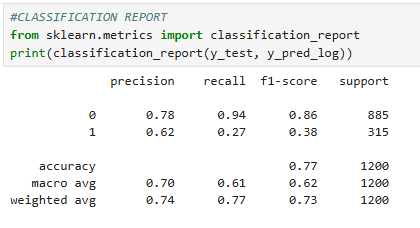 #CLASSIFICATION REPORT
from sklearn.metrics import classification_report
print(classification_report(y_test, y_pred_log))
precision recall f1-score support
0 0.78 0.94 0.86 885
1 0.62 0.27 0.38 315
accuracy 0.77 1200
macro avg 0.70 0.61 0.62 1200
weighted avg 0.74 0.77 0.73 1200